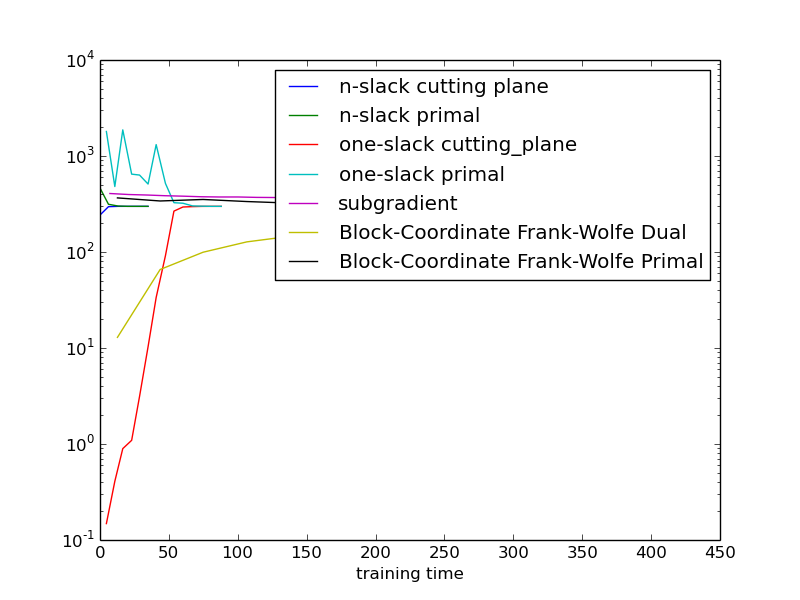 10^4
10^3
10^2
10^1
10^0
10^-1
n-slack cutting plane
n-slack primal
one-slack cutting_plane
one-slack primal
subgradient
Block-Coordinate Frank-Wolfe Dual
Block-Coordinate Frank-Wolfe Primal
0 50 100 150 200 250 300 350 400 450
training time